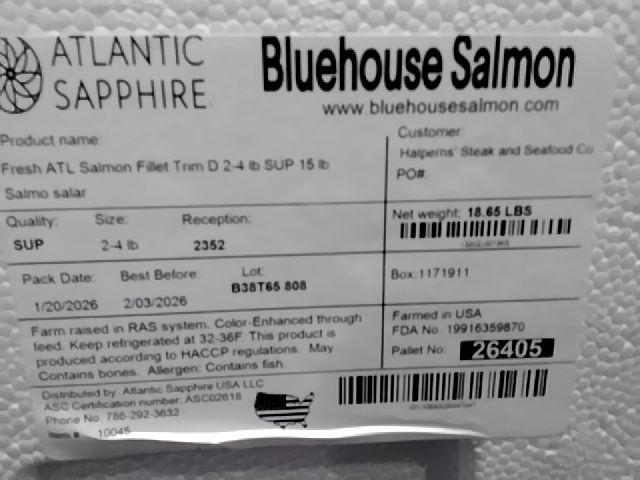 ATLANTIC
SAPPHIRE
Bluehouse Salmon
www.bluehousesalmon.com
Product name:
Fresh ATL Salmon Fillet Trim D 2-4 lb SUP 15 lb
Salmo salar
Customer:
Halperns' Steak and Seafood Co
PO#:
Quality: Size: Reception:
SUP 2-4 lb 2352
Net weight: 18.65 LBS
Pack Date: Best Before: Lot:
1/20/2026 2/03/2026 B38T65 808
Box:1171911
Farm raised in RAS system. Color-Enhanced through
feed. Keep refrigerated at 32-36F. This product is
produced according to HACCP regulations. May
Contains bones. Allergen: Contains fish.
Farmed in USA
FDA No. 19916359870
Pallet No: 26405
Distributed by: Atlantic Sapphire USA LLC
ASC Certification number: ASC02618
Phone No. 786-292-3632
Item #: 10045